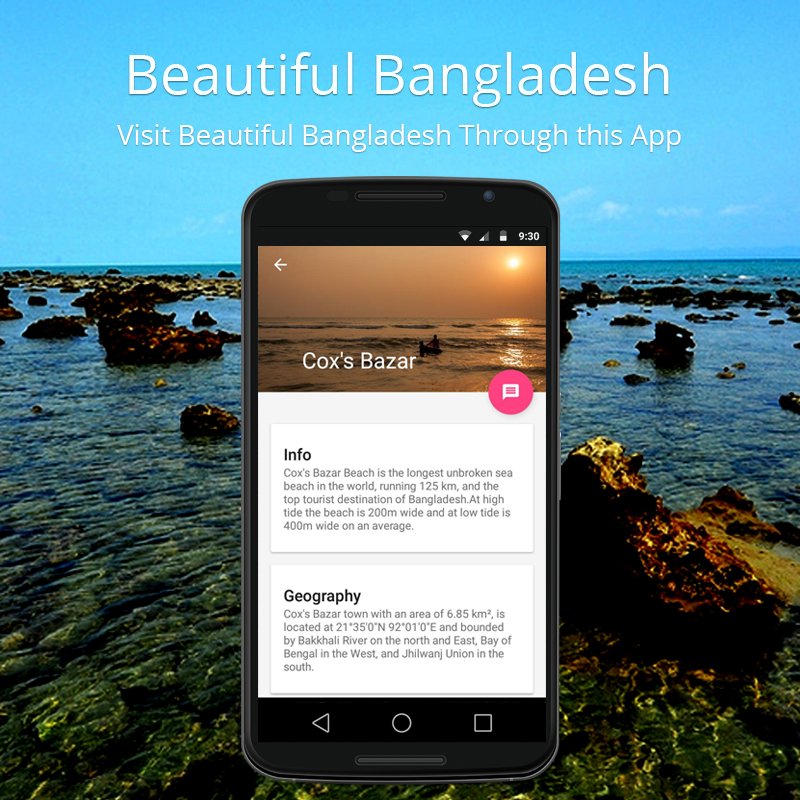 Beautiful Bangladesh
Visit Beautiful Bangladesh Through this App
9:30
Cox's Bazar
Info
Cox's Bazar Beach is the longest unbroken sea
beach in the world, running 125 km, and the
top tourist destination of Bangladesh.At high
tide the beach is 200m wide and at low tide is
400m wide on an average.
Geography
Cox's Bazar town with an area of 6.85 km², is
located at 21°35'0"N 92°01'0"E and bounded
by Bakkhali River on the north and East, Bay of
Bengal in the West, and Jhilwanj Union in the
south.